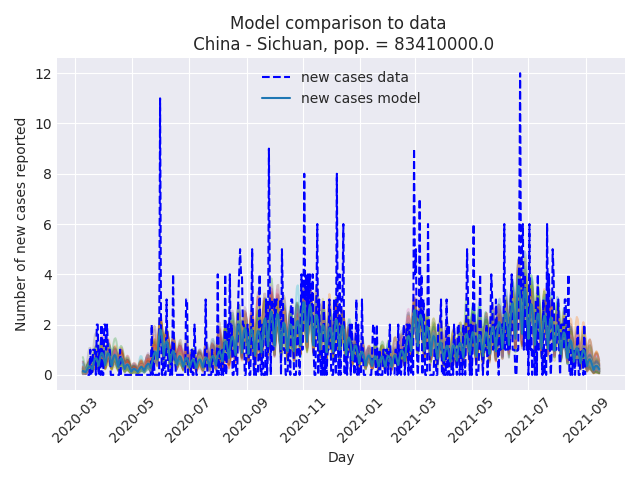 Model comparison to data
China - Sichuan, pop. = 83410000.0
new cases data
new cases model
Number of new cases reported
12
10
8
6
4
2
0
2020-03
2020-05
2020-07
2020-09
2020-11
2021-01
2021-03
2021-05
2021-07
2021-09
Day